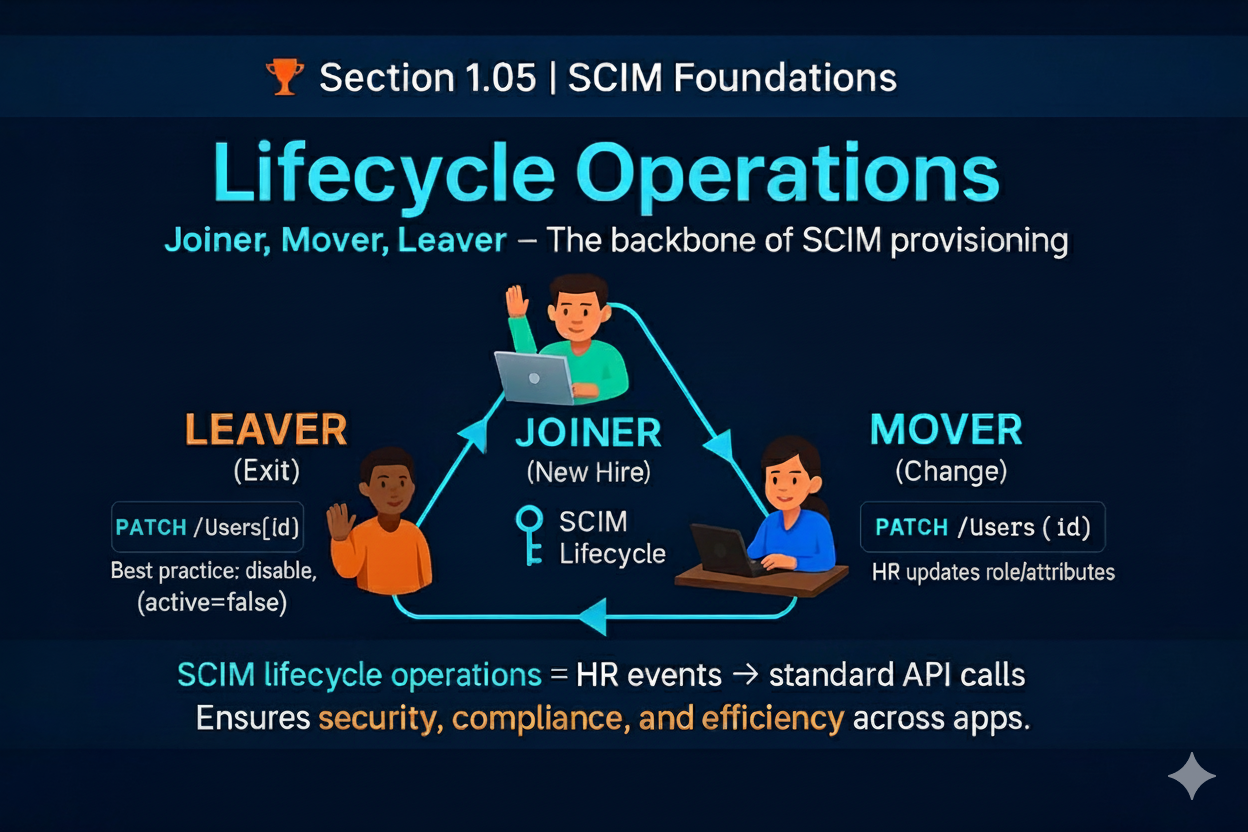 Section 1.05 | SCIM Foundations
Lifecycle Operations
Joiner, Mover, Leaver – The backbone of SCIM provisioning
LEAVER
(Exit)
PATCH /Users[id)
Best practice: disable,
(active=false)
JOINER
(New Hire)
SCIM
Lifecycle
MOVER
(Change)
PATCH /Users (id)
HR updates role/attributes
SCIM lifecycle operations = HR events → standard API calls
Ensures security, compliance, and efficiency across apps.